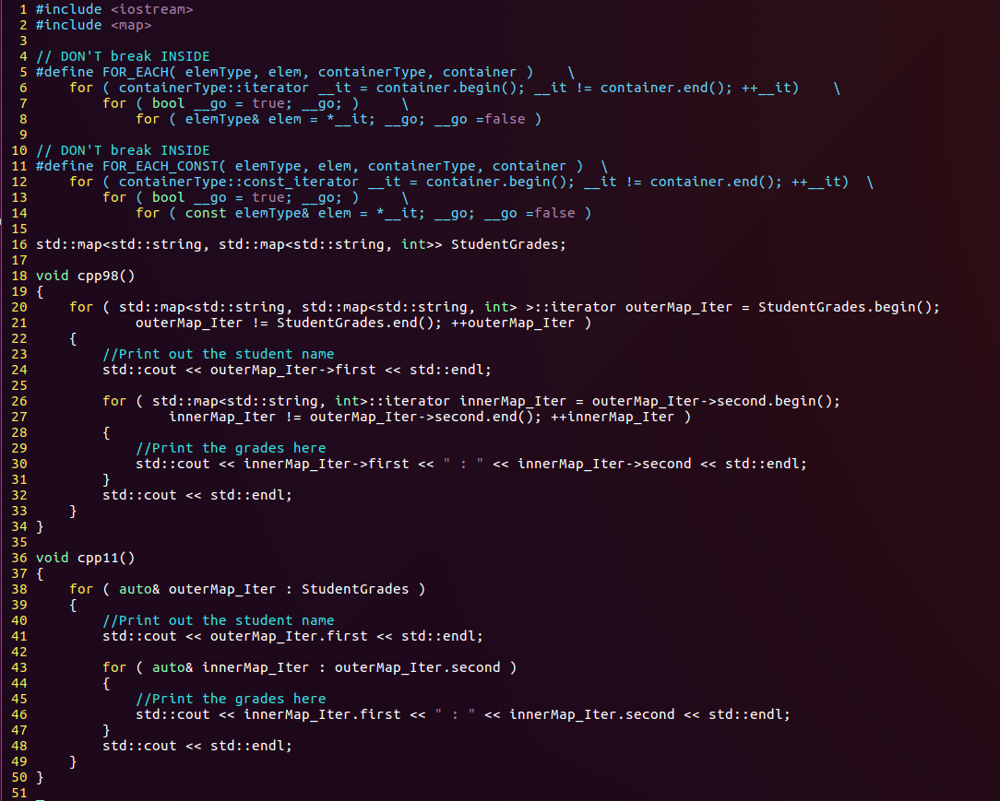 1 #include <iostream>
2 #include <map>
3
4 // DON'T break INSIDE
5 #define FOR_EACH( elemType, elem, containerType, container )    \
6     for ( containerType::iterator __it = container.begin(); __it != container.end(); ++__it)    \
7         for ( bool __go = true; __go; )     \
8             for ( elemType& elem = *__it; __go; __go =false )
9
10 // DON'T break INSIDE
11 #define FOR_EACH_CONST( elemType, elem, containerType, container )  \
12     for ( containerType::const_iterator __it = container.begin(); __it != container.end(); ++__it)  \
13         for ( bool __go = true; __go; )     \
14             for ( const elemType& elem = *__it; __go; __go =false )
15
16 std::map<std::string, std::map<std::string, int>> StudentGrades;
17
18 void cpp98()
19 {
20     for ( std::map<std::string, std::map<std::string, int> >::iterator outerMap_Iter = StudentGrades.begin();
21             outerMap_Iter != StudentGrades.end(); ++outerMap_Iter )
22     {
23         //Print out the student name
24         std::cout << outerMap_Iter->first << std::endl;
25
26         for ( std::map<std::string, int>::iterator innerMap_Iter = outerMap_Iter->second.begin();
27                 innerMap_Iter != outerMap_Iter->second.end(); ++innerMap_Iter )
28         {
29             //Print the grades here
30             std::cout << innerMap_Iter->first << " : " << innerMap_Iter->second << std::endl;
31         }
32         std::cout << std::endl;
33     }
34 }
35
36 void cpp11()
37 {
38     for ( auto& outerMap_Iter : StudentGrades )
39     {
40         //Print out the student name
41         std::cout << outerMap_Iter.first << std::endl;
42
43         for ( auto& innerMap_Iter : outerMap_Iter.second )
44         {
45             //Print the grades here
46             std::cout << innerMap_Iter.first << " : " << innerMap_Iter.second << std::endl;
47         }
48         std::cout << std::endl;
49     }
50 }
51